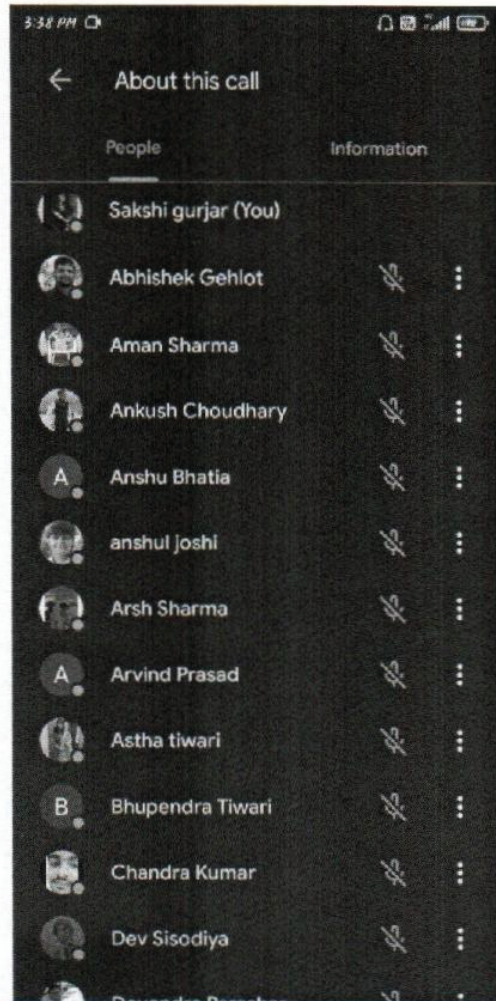 3:38 PM
About this call
People Information
Sakshi gurjar (You)
Abhishek Gehlot
Aman Sharma
Ankush Choudhary
A Anshu Bhatia
anshul joshi
Arsh Sharma
A Arvind Prasad
Astha tiwari
B Bhupendra Tiwari
Chandra Kumar
Dev Sisodiya
Devendra